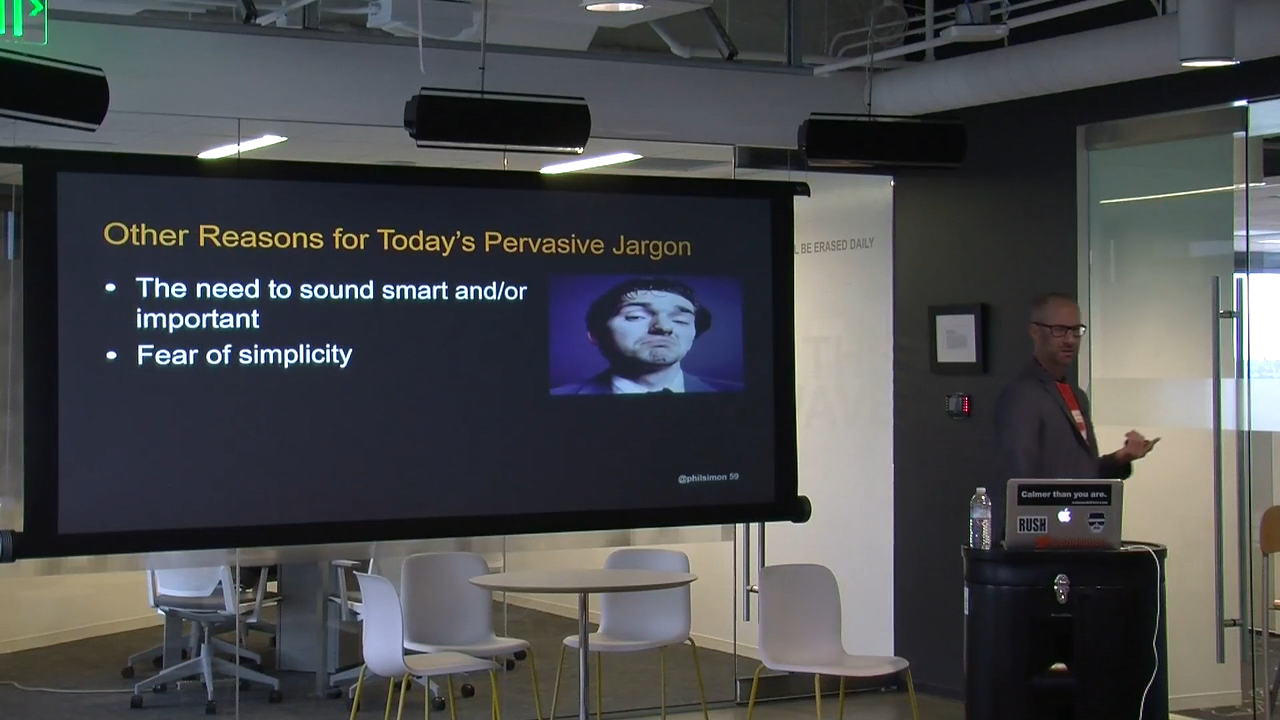 Other Reasons for Today's Pervasive Jargon
• The need to sound smart and/or
important
• Fear of simplicity
@philsimon 59
BE ERASED DAILY
Calmer than you are.
RUSH